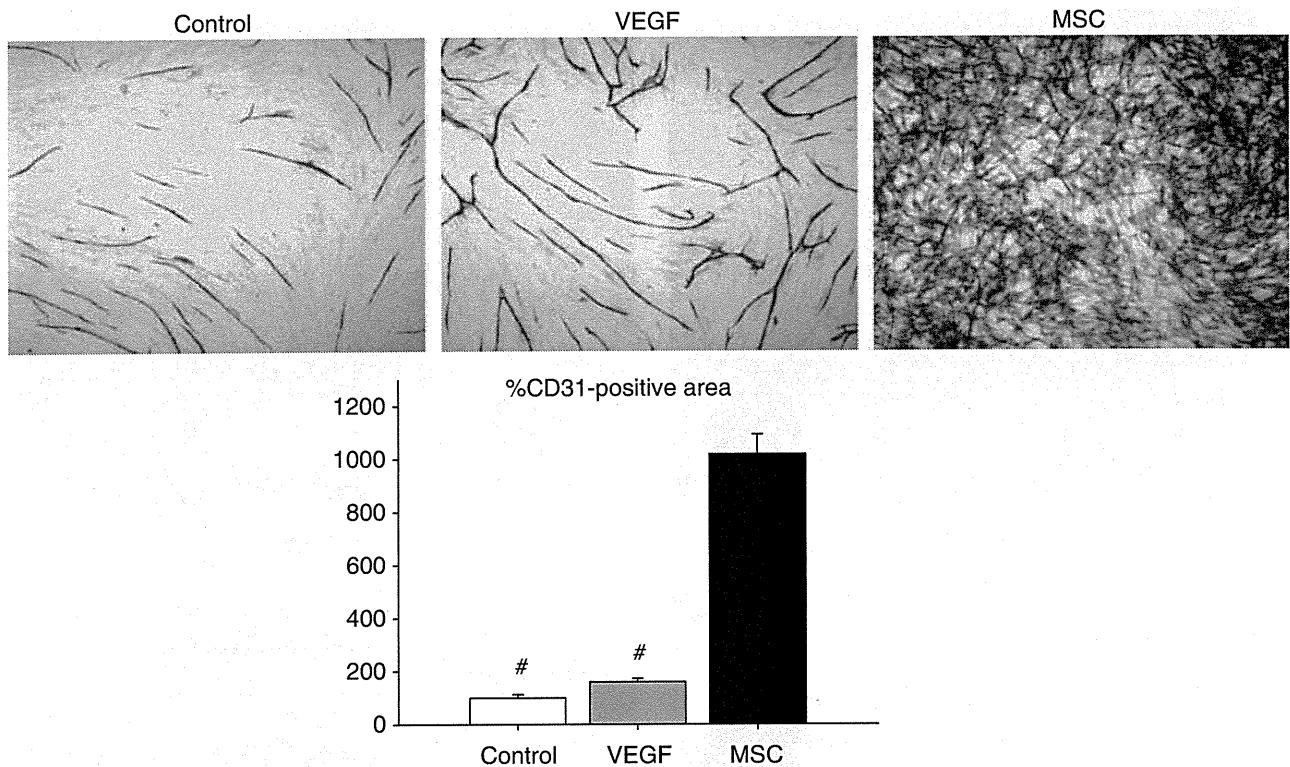 Control VEGF MSC
%CD31-positive area
1200
1000
800
600
400
200
0
# #
Control VEGF MSC